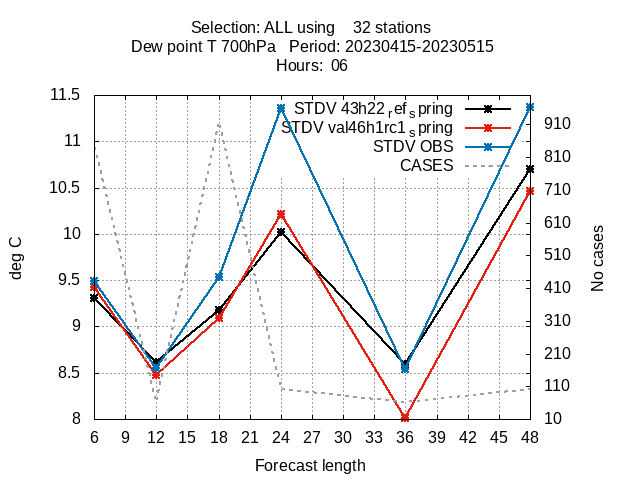 Selection: ALL using    32 stations
Dew point T 700hPa   Period: 20230415-20230515
Hours:  06
STDV 43h22_ref_spring
STDV val46h1rc1_spring
STDV OBS
CASES
11.5
11
10.5
10
9.5
9
8.5
8
deg C
910
810
710
610
510
410
310
210
110
10
No cases
6 9 12 15 18 21 24 27 30 33 36 39 42 45 48
Forecast length